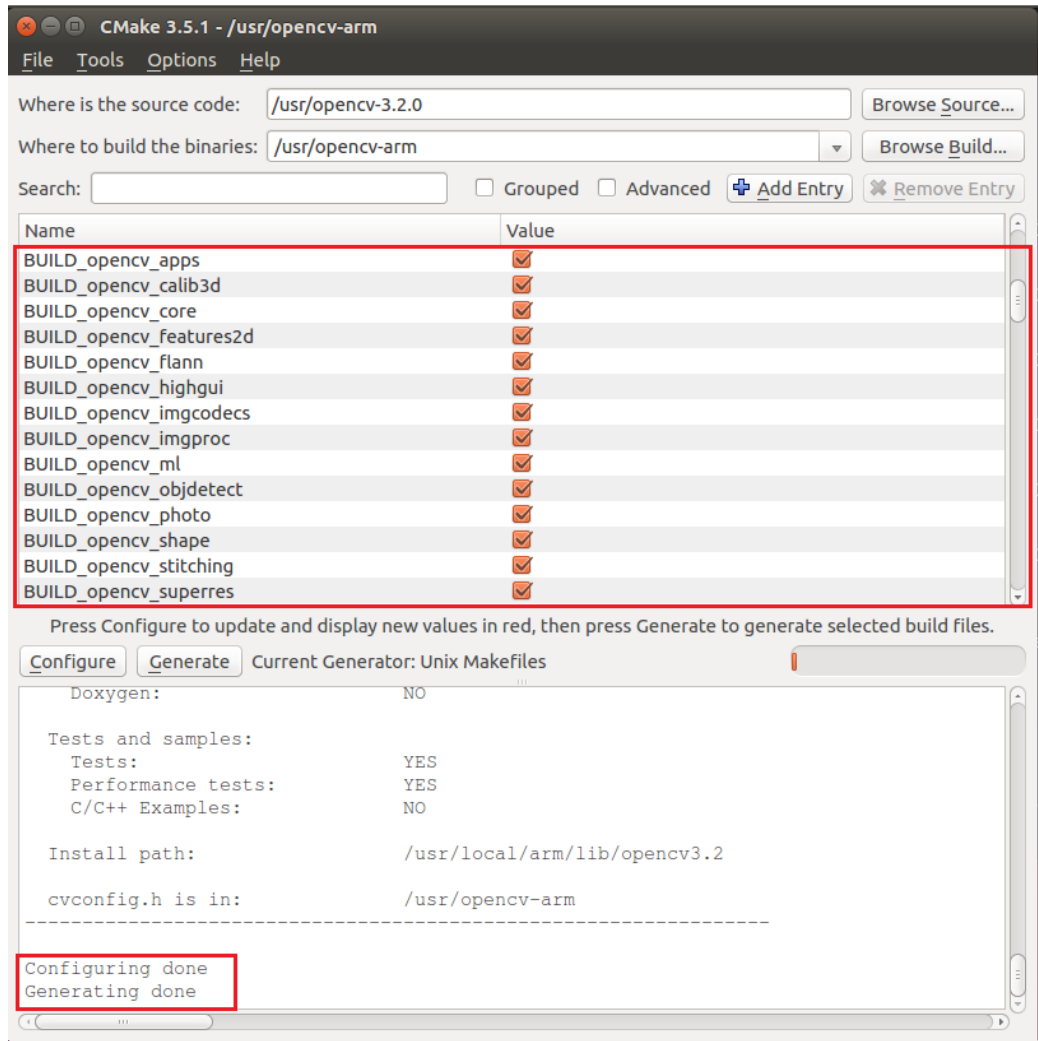 CMake 3.5.1 - /usr/opencv-arm
File Tools Options Help
Where is the source code: /usr/opencv-3.2.0 Browse Source...
Where to build the binaries: /usr/opencv-arm Browse Build...
Search: Grouped Advanced Add Entry Remove Entry
Name Value
BUILD_opencv_apps
BUILD_opencv_calib3d
BUILD_opencv_core
BUILD_opencv_features2d
BUILD_opencv_flann
BUILD_opencv_highgui
BUILD_opencv_imgcodecs
BUILD_opencv_imgproc
BUILD_opencv_ml
BUILD_opencv_objdetect
BUILD_opencv_photo
BUILD_opencv_shape
BUILD_opencv_stitching
BUILD_opencv_superres
Press Configure to update and display new values in red, then press Generate to generate selected build files.
Configure Generate Current Generator: Unix Makefiles
Doxygen: NO
Tests and samples:
Tests: YES
Performance tests: YES
C/C++ Examples: NO
Install path: /usr/local/arm/lib/opencv3.2
cvconfig.h is in: /usr/opencv-arm
-----------------------------------------------------------------
Configuring done
Generating done